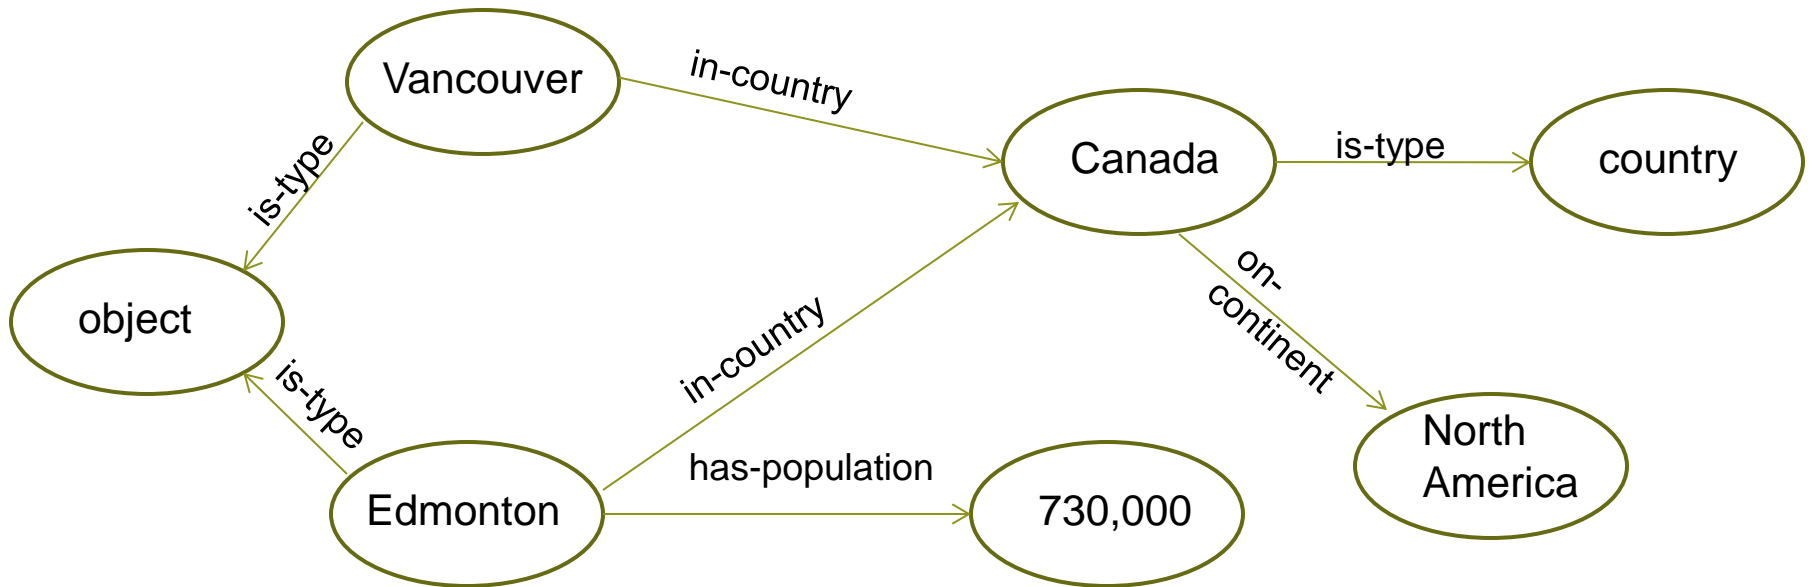 Vancouver
in-country
Canada
is-type
country
is-type
object
on-
continent
in-country
is-type
North
America
has-population
Edmonton
730,000